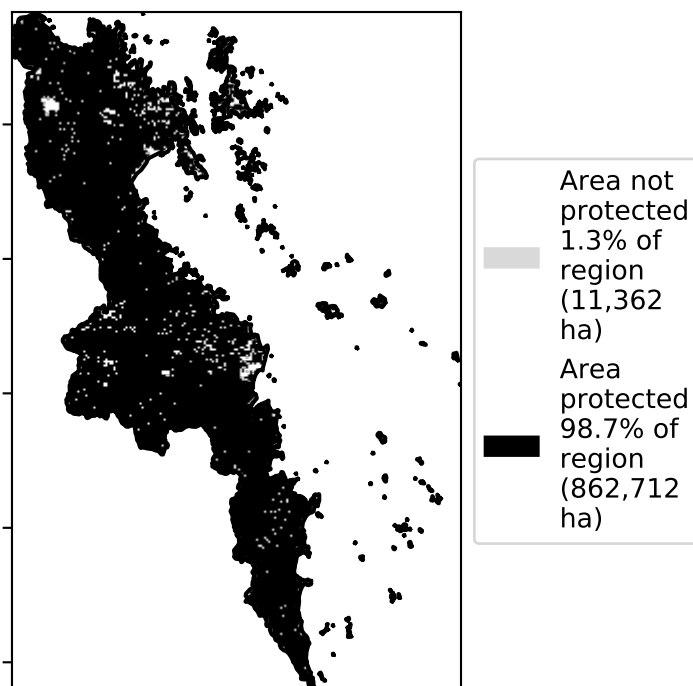 Area not
protected
1.3% of
region
(11,362
ha)
Area
protected
98.7% of
region
(862,712
ha)